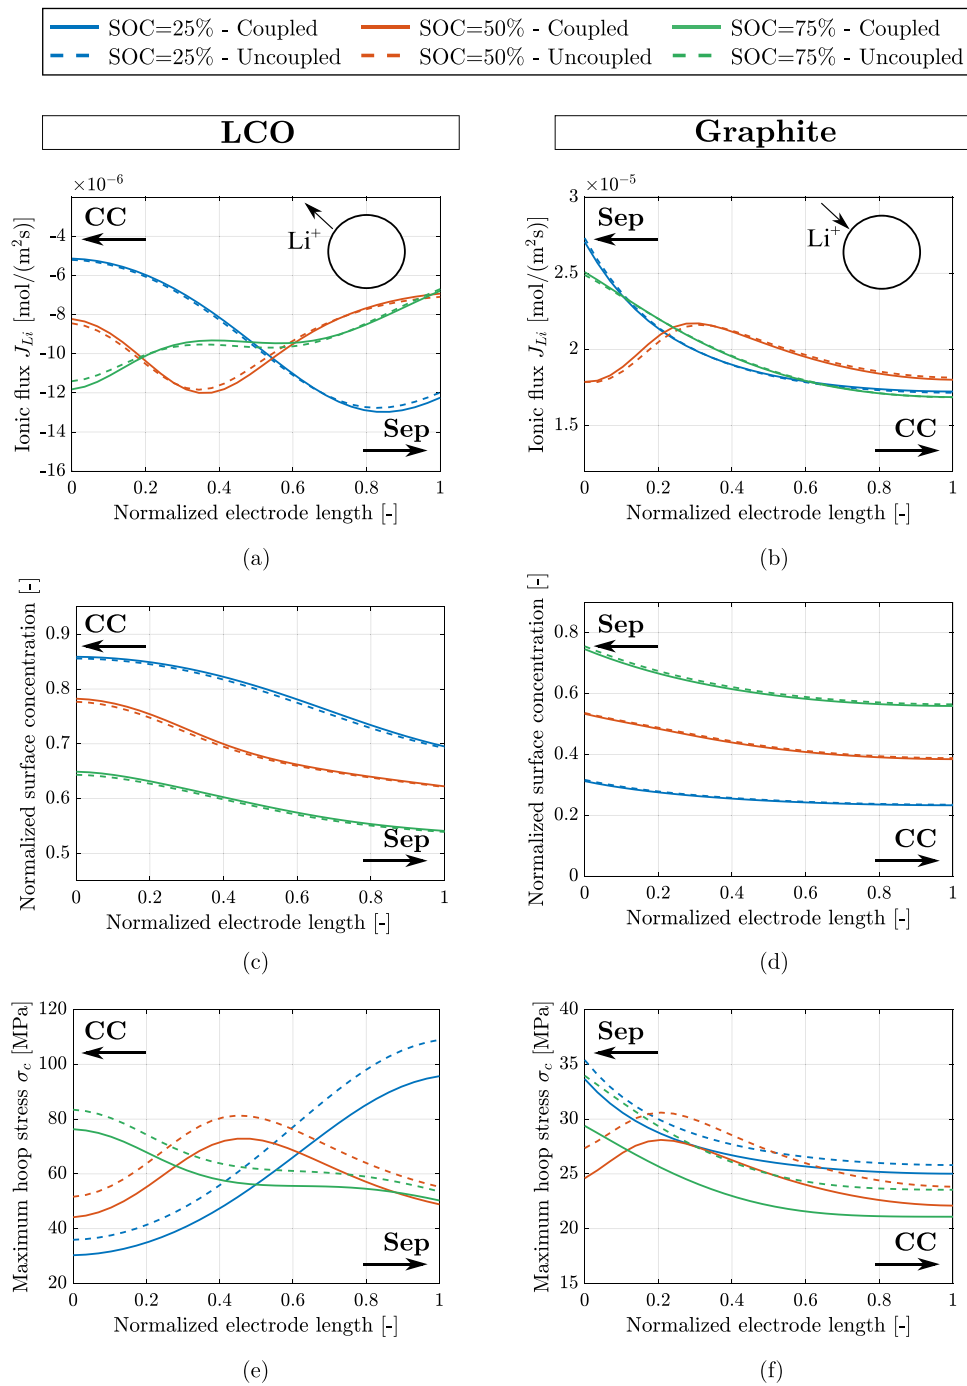 SOC=25% - Coupled SOC=50% - Coupled SOC=75% - Coupled
SOC=25% - Uncoupled SOC=50% - Uncoupled SOC=75% - Uncoupled
LCO
Graphite
×10⁻⁶
CC
Li⁺
Sep
-4
-6
-8
-10
-12
-14
-16
0 0.2 0.4 0.6 0.8 1
Ionic flux J_Li [mol/(m²s)]
Normalized electrode length [-]
(a)
×10⁻⁵
Sep
Li⁺
CC
3
2.5
2
1.5
0 0.2 0.4 0.6 0.8 1
Ionic flux J_Li [mol/(m²s)]
Normalized electrode length [-]
(b)
CC
Sep
0.9
0.8
0.7
0.6
0.5
0 0.2 0.4 0.6 0.8 1
Normalized surface concentration [-]
Normalized electrode length [-]
(c)
Sep
CC
0.8
0.6
0.4
0.2
0
0 0.2 0.4 0.6 0.8 1
Normalized surface concentration [-]
Normalized electrode length [-]
(d)
CC
Sep
120
100
80
60
40
20
0 0.2 0.4 0.6 0.8 1
Maximum hoop stress σ_c [MPa]
Normalized electrode length [-]
(e)
Sep
CC
40
35
30
25
20
15
0 0.2 0.4 0.6 0.8 1
Maximum hoop stress σ_c [MPa]
Normalized electrode length [-]
(f)